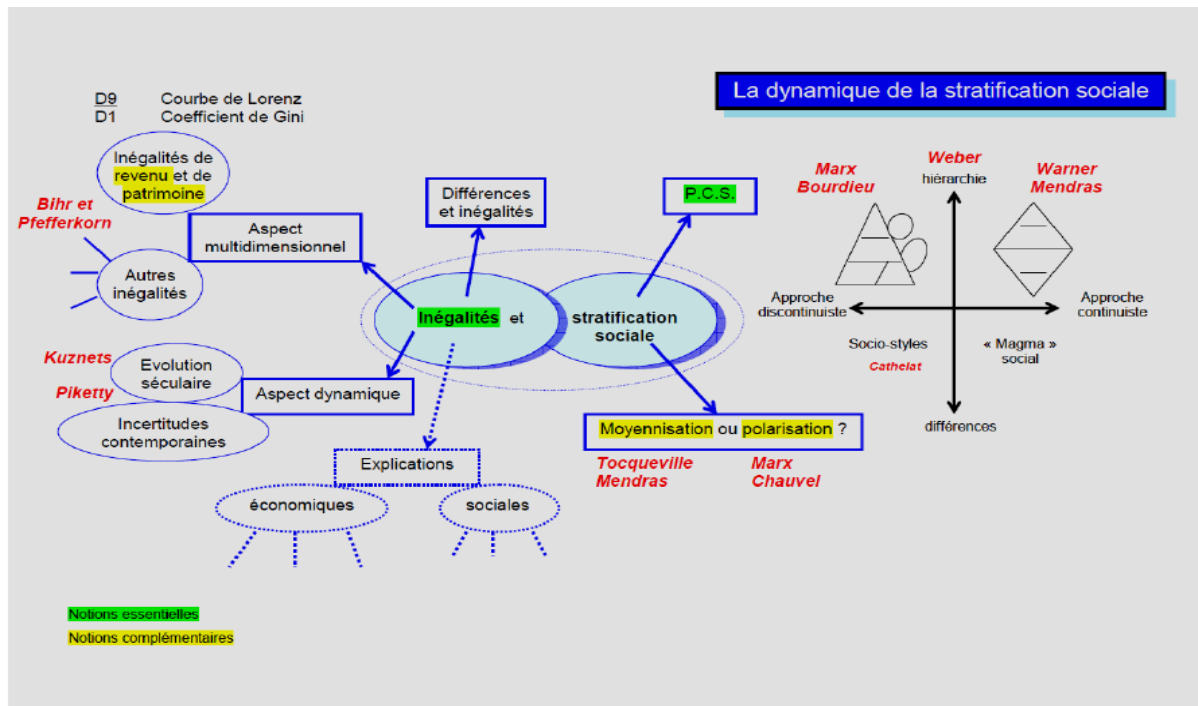 La dynamique de la stratification sociale
D9 Courbe de Lorenz
D1 Coefficient de Gini
Inégalités de
revenu et de
patrimoine
Bihr et
Pfefferkorn
Aspect
multidimensionnel
Autres
inégalités
Différences
et inégalités
P.C.S.
Inégalités et
stratification
sociale
Kuznets
Piketty
Evolution
séculaire
Aspect dynamique
Incertitudes
contemporaines
Explications
économiques
sociales
Moyennisation ou polarisation ?
Tocqueville
Mendras
Marx
Chauvel
Marx
Bourdieu
Weber
hiérarchie
Warner
Mendras
Approche
discontinuiste
Approche
continuiste
Socio-styles
Cathelat
« Magma »
social
différences
Notions essentielles
Notions complémentaires